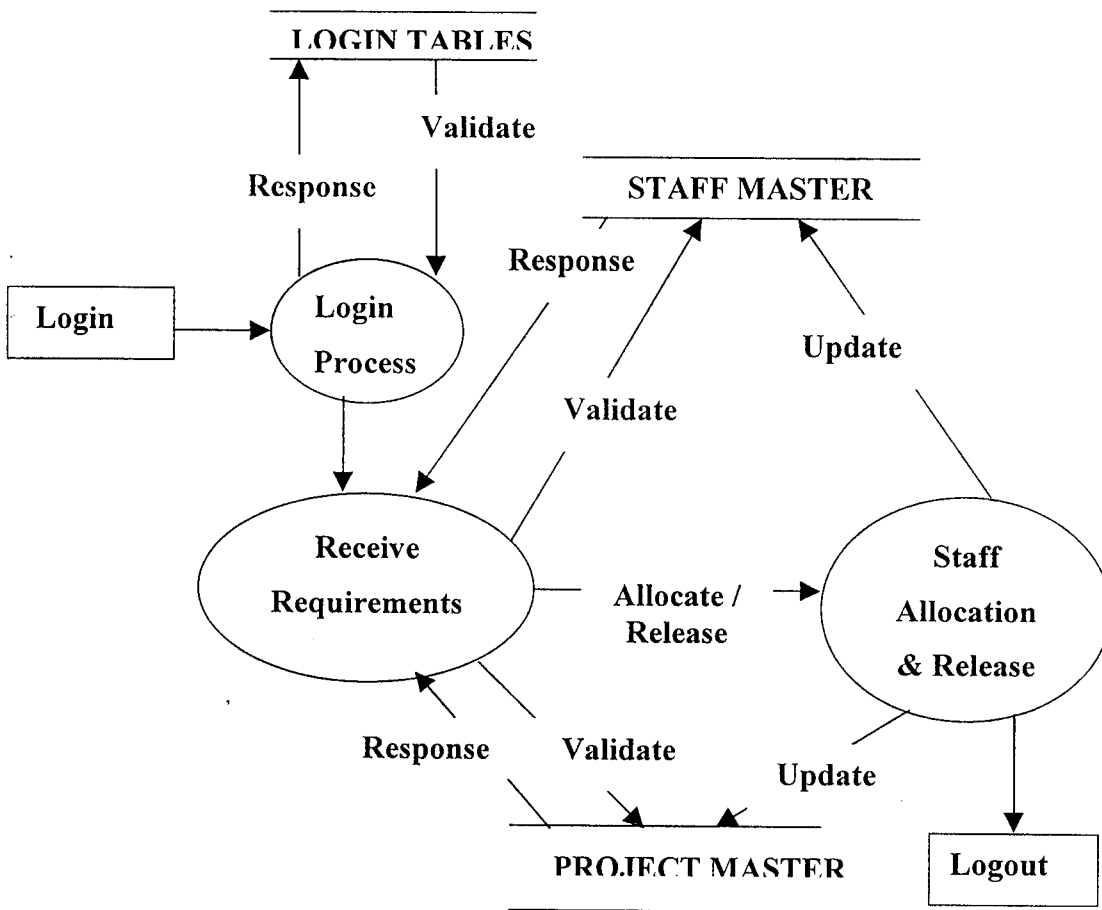 LOGIN TABLES
Validate
Response
STAFF MASTER
Response
Login
Login
Process
Update
Validate
Receive
Requirements
Allocate /
Release
Staff
Allocation
& Release
Response
Validate
Update
PROJECT MASTER
Logout